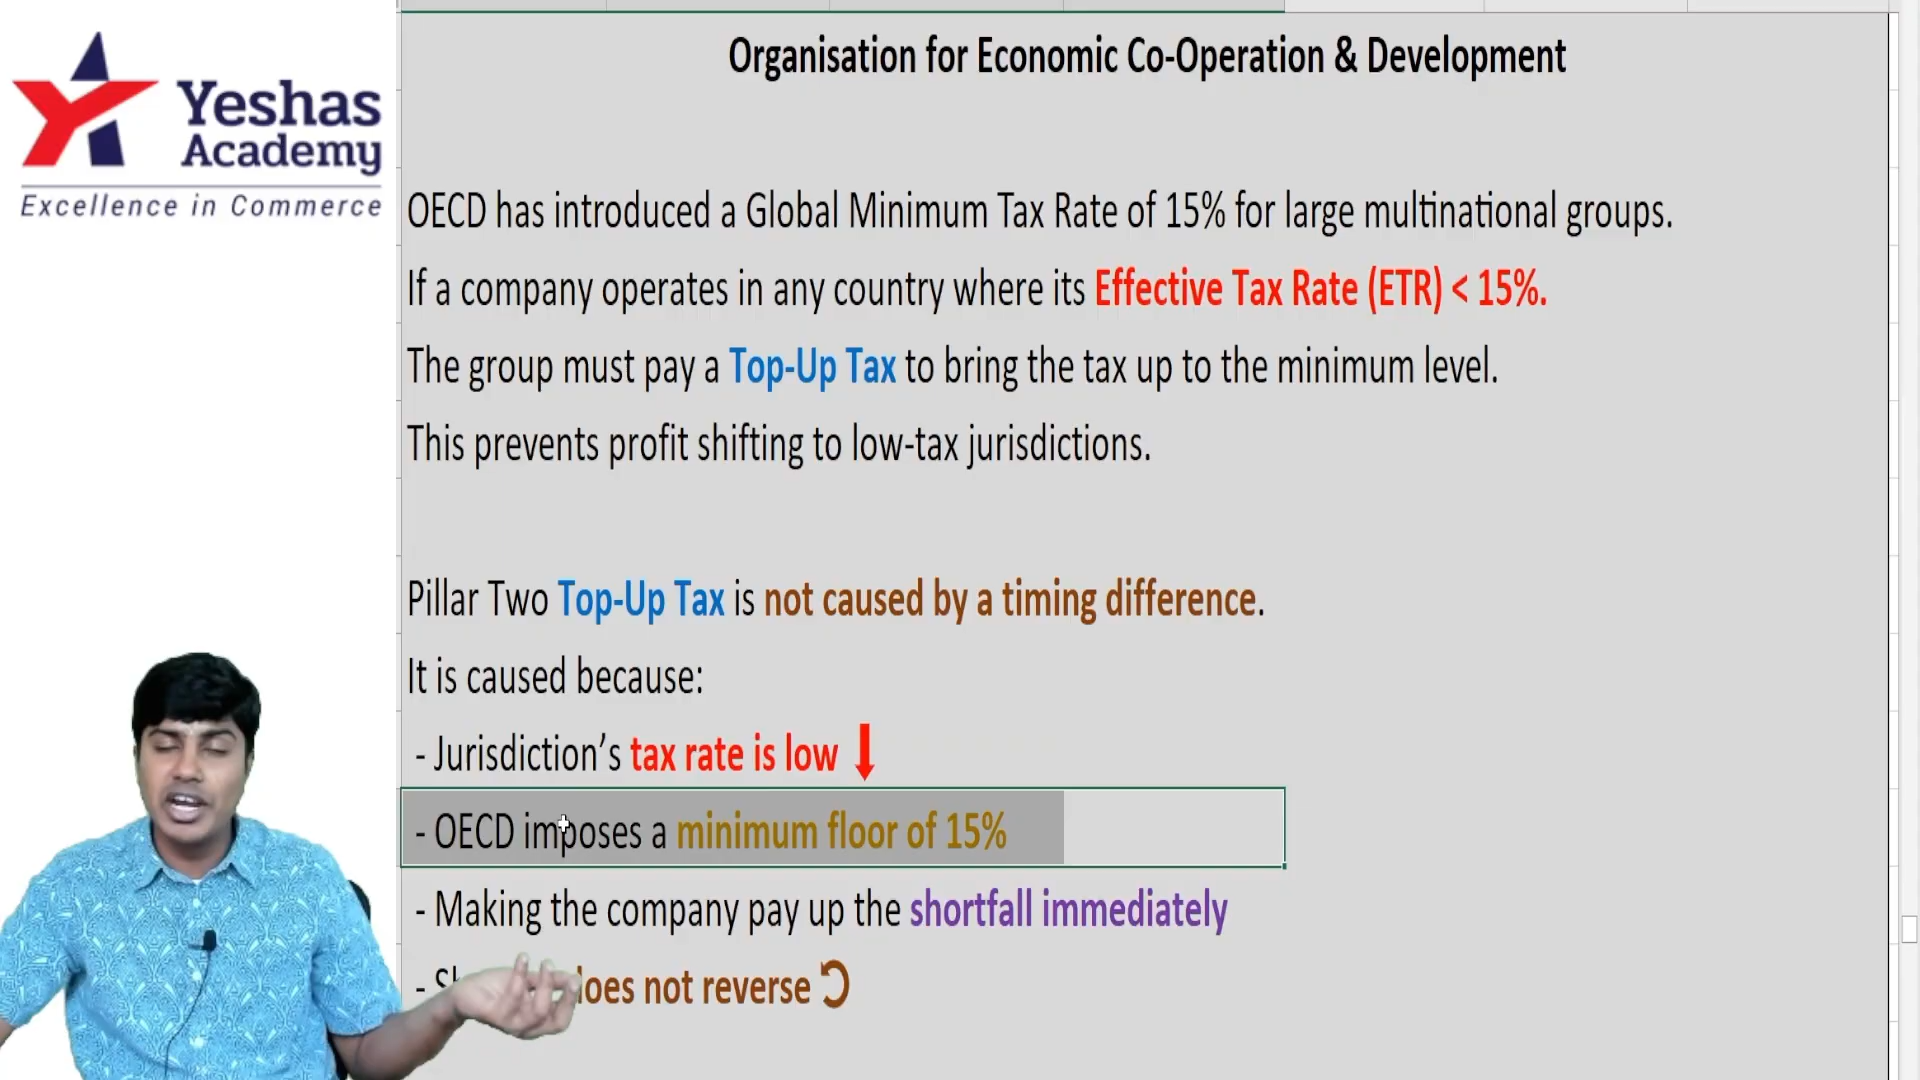 Organisation for Economic Co-Operation & Development
Yeshas
Academy
Excellence in Commerce
OECD has introduced a Global Minimum Tax Rate of 15% for large multinational groups.
If a company operates in any country where its Effective Tax Rate (ETR) < 15%.
The group must pay a Top-Up Tax to bring the tax up to the minimum level.
This prevents profit shifting to low-tax jurisdictions.
Pillar Two Top-Up Tax is not caused by a timing difference.
It is caused because:
- Jurisdiction’s tax rate is low
- OECD imposes a minimum floor of 15%
- Making the company pay up the shortfall immediately
- does not reverse